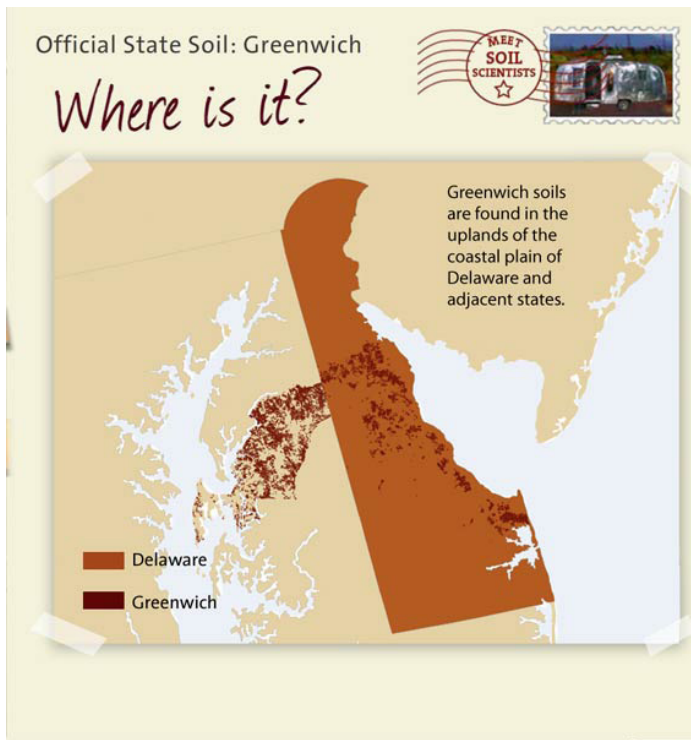 Official State Soil: Greenwich
MEET
SOIL
SCIENTISTS
Where is it?
Greenwich soils
are found in the
uplands of the
coastal plain of
Delaware and
adjacent states.
Delaware
Greenwich